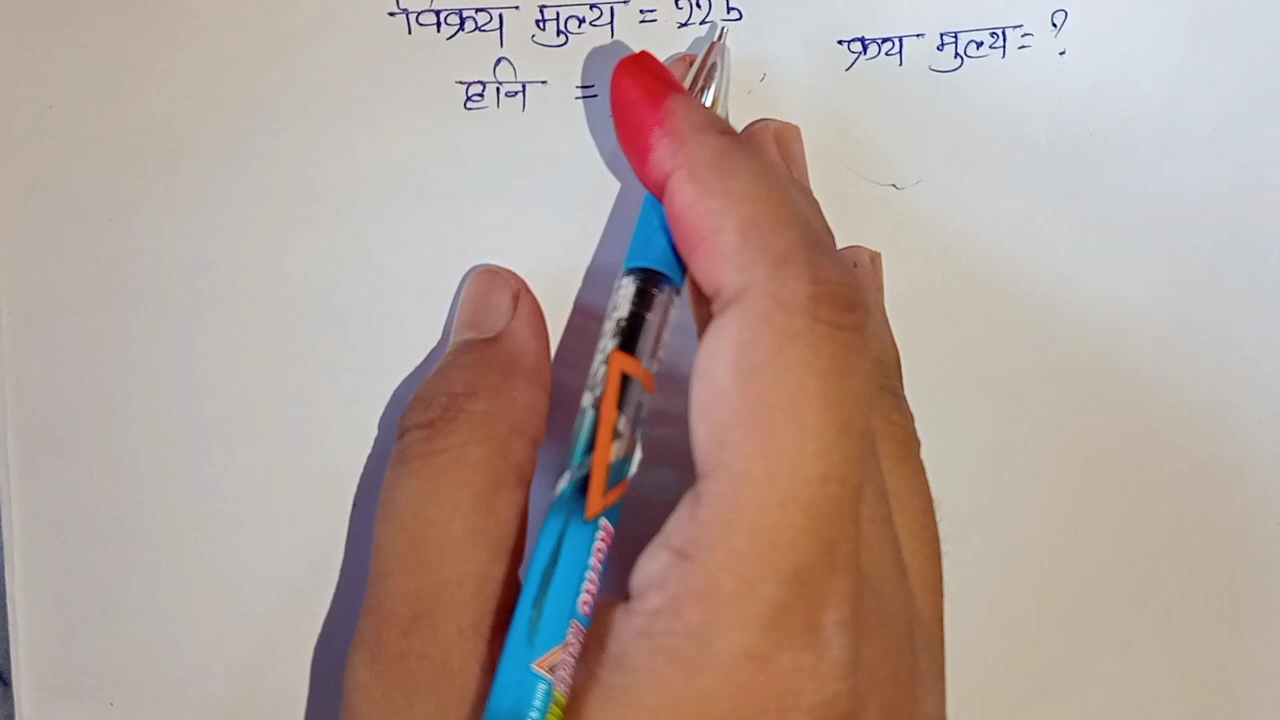 विक्रय मुल्य = 225
हानि =
क्रय मुल्य = ?